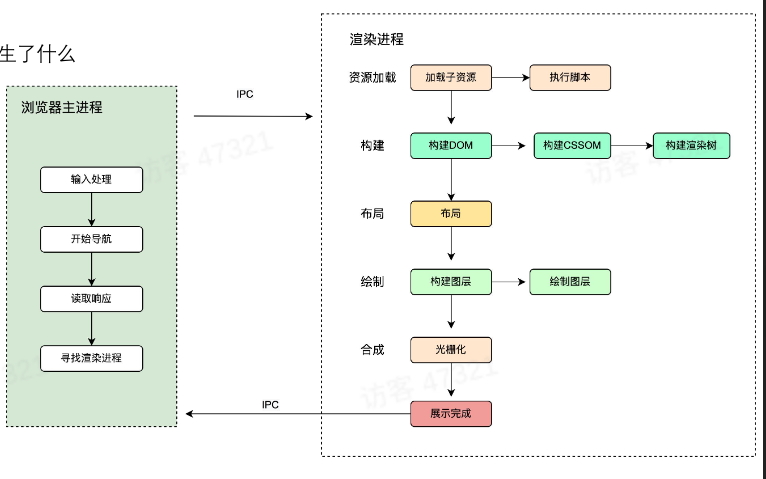 生了什么
浏览器主进程
输入处理
开始导航
读取响应
寻找渲染进程
IPC
IPC
渲染进程
资源加载
加载子资源
执行脚本
构建
构建DOM
构建CSSOM
构建渲染树
布局
布局
绘制
构建图层
绘制图层
合成
光栅化
展示完成
访客 47321
访客
访客 47321